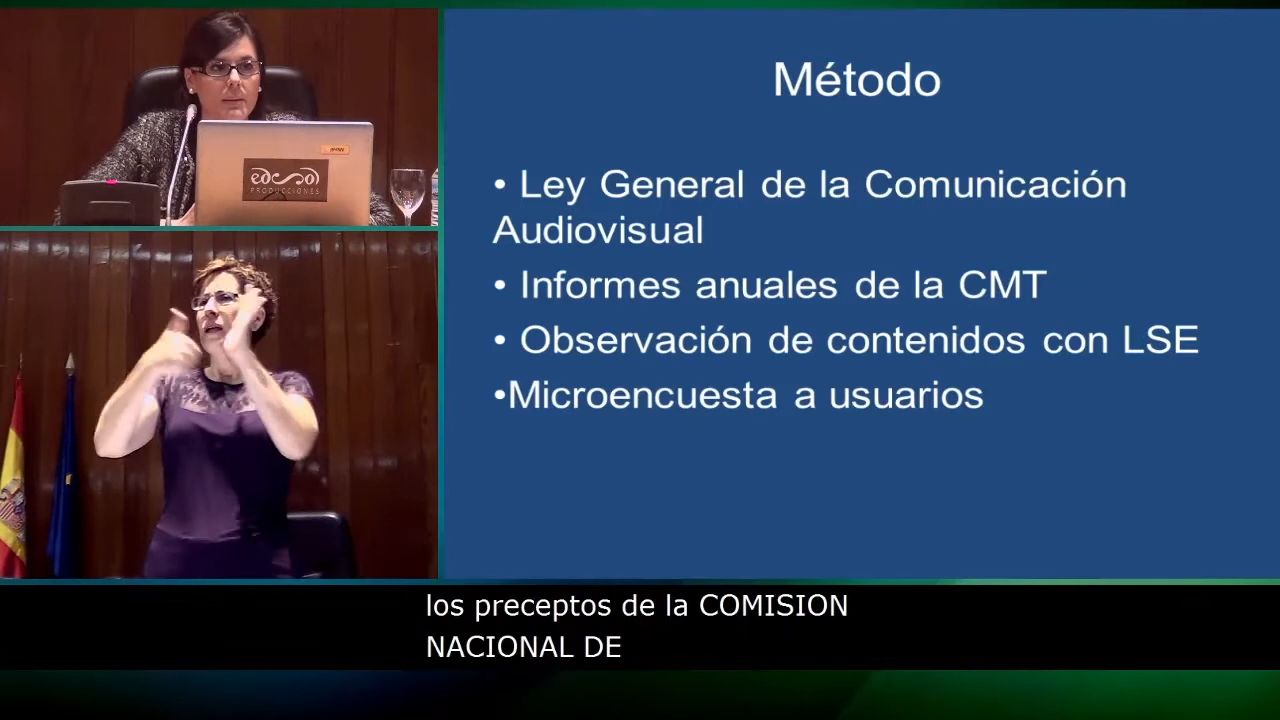 Método
• Ley General de la Comunicación
Audiovisual
• Informes anuales de la CMT
• Observación de contenidos con LSE
•Microencuesta a usuarios
PRODUCCIONES
los preceptos de la COMISION
NACIONAL DE